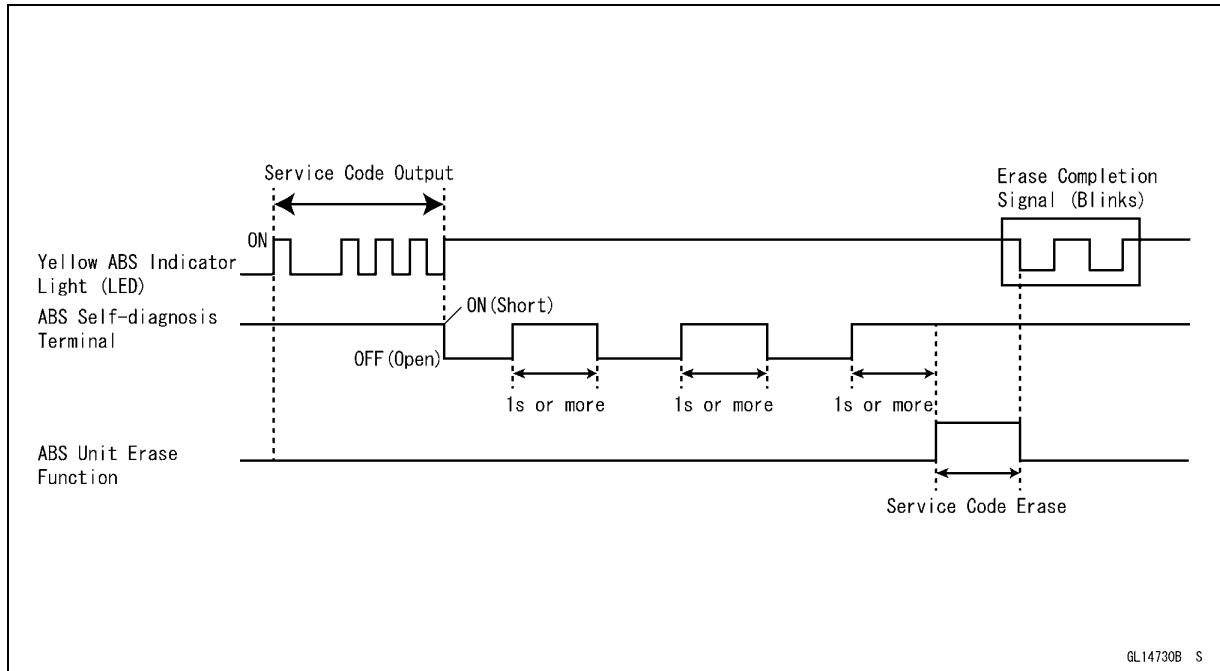 Service Code Output
Erase Completion
Signal (Blinks)
ON
Yellow ABS Indicator
Light (LED)
ON(Short)
ABS Self-diagnosis
Terminal
OFF(Open)
1s or more
1s or more
1s or more
ABS Unit Erase
Function
Service Code Erase
GL14730B S